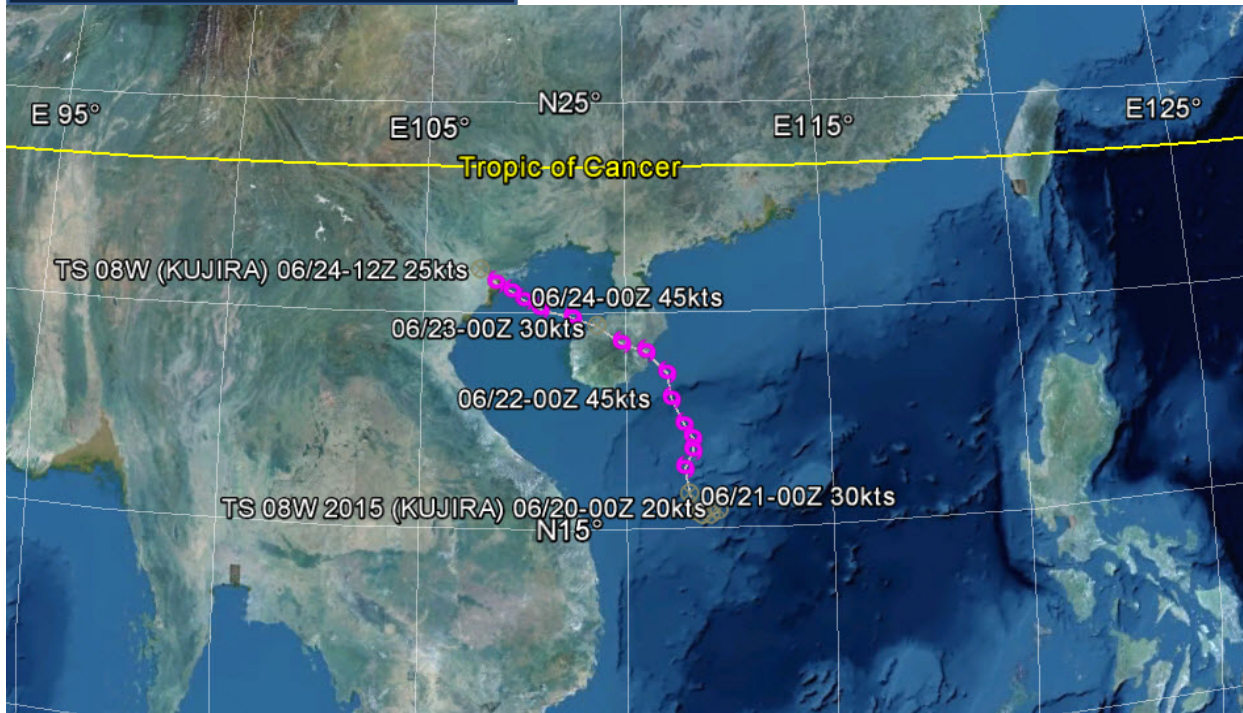 E 95°
N25°
E105°
E115°
E125°
Tropic of Cancer
TS 08W (KUJIRA) 06/24-12Z 25kts
06/24-00Z 45kts
06/23-00Z 30kts
06/22-00Z 45kts
06/21-00Z 30kts
TS 08W 2015 (KUJIRA) 06/20-00Z 20kts
N15°